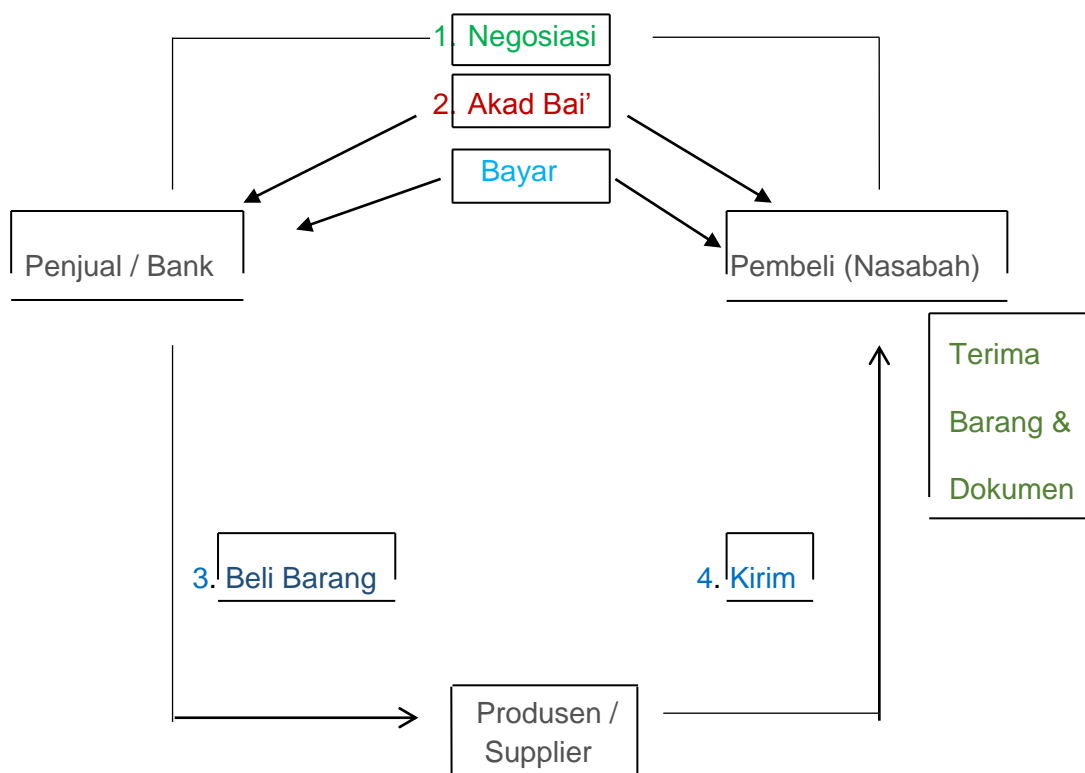 1. Negosiasi
2. Akad Bai’
Bayar
Penjual / Bank
Pembeli (Nasabah)
Terima
Barang &
Dokumen
3. Beli Barang
4. Kirim
Produsen /
Supplier